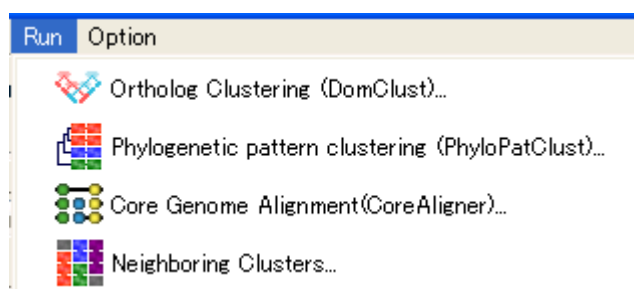 Run Option
Ortholog Clustering (DomClust)...
Phylogenetic pattern clustering (PhyloPatClust)...
Core Genome Alignment(CoreAligner)...
Neighboring Clusters...